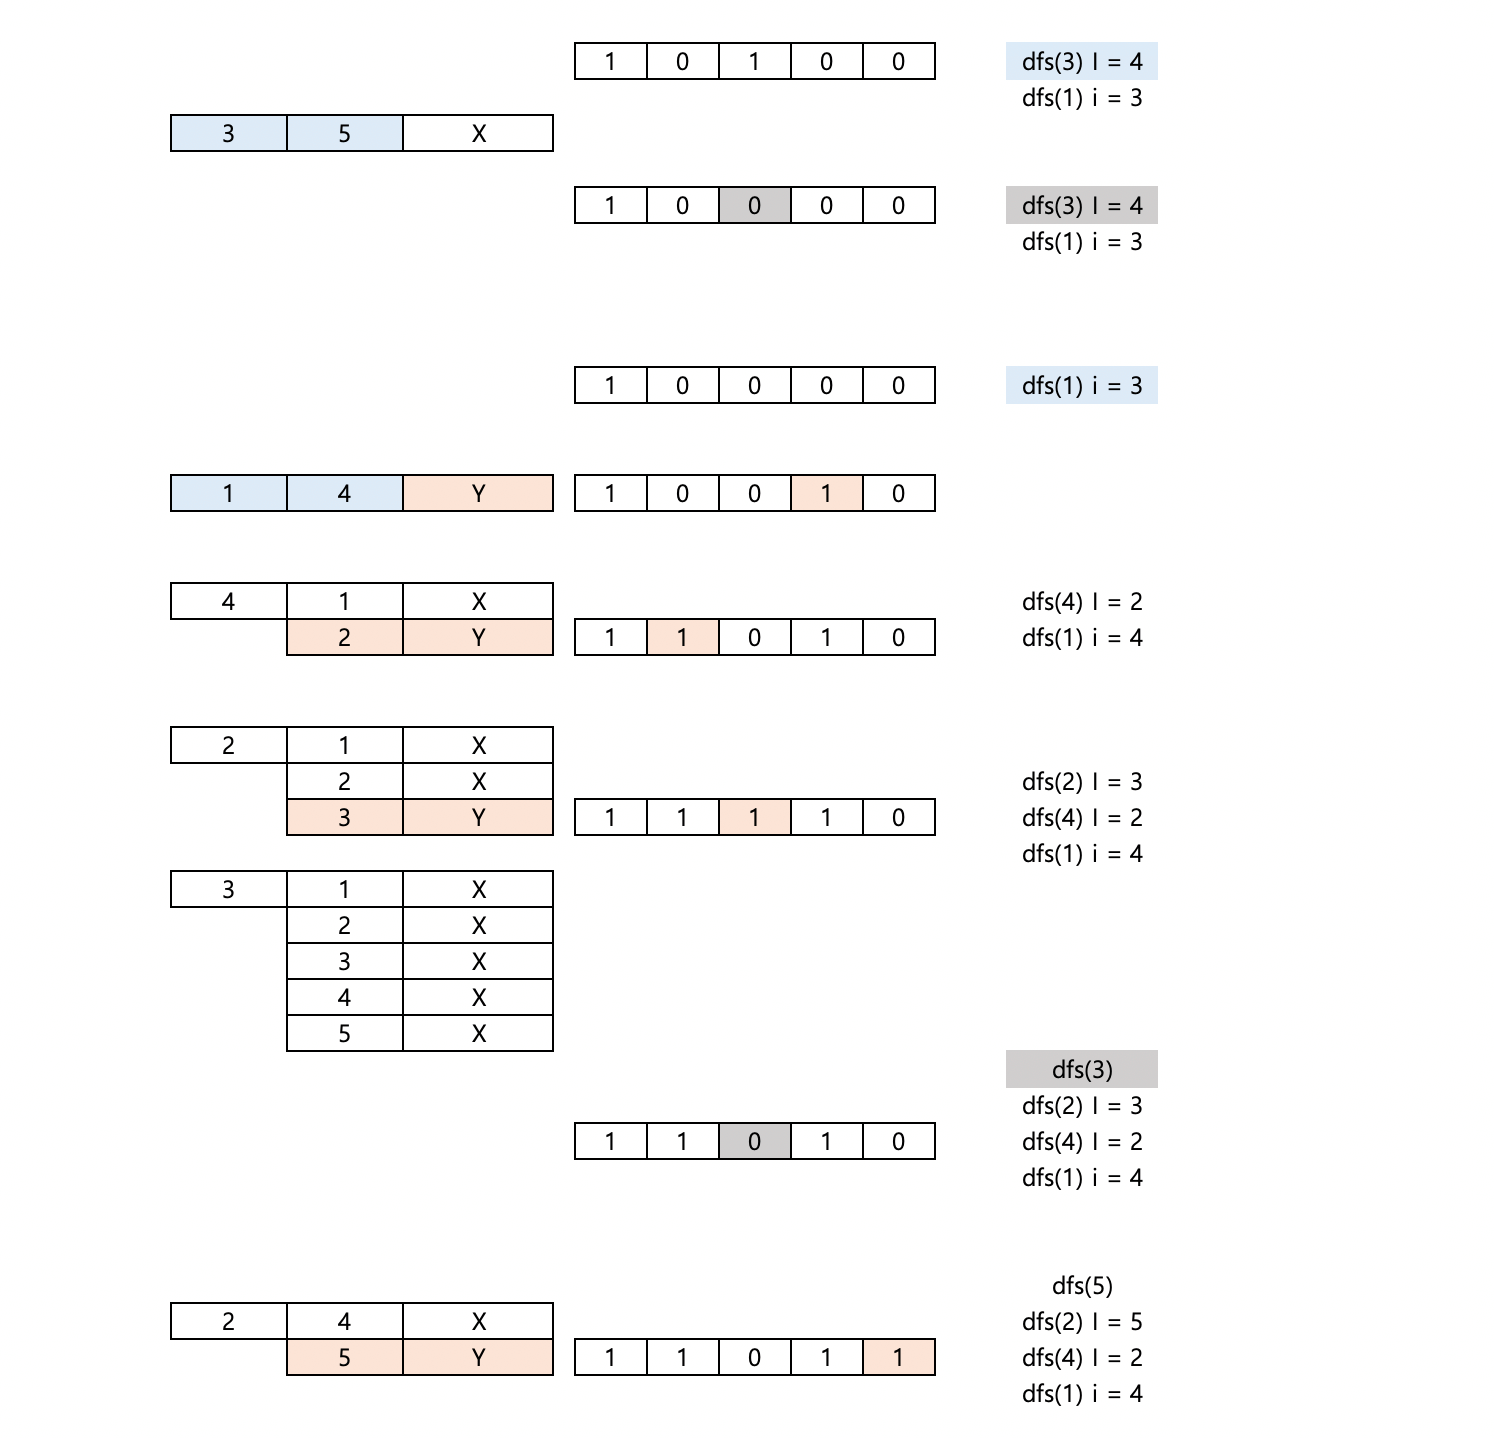 1 0 1 0 0 dfs(3) I = 4
dfs(1) i = 3
3 5 X
1 0 0 0 0 dfs(3) I = 4
dfs(1) i = 3
1 0 0 0 0 dfs(1) i = 3
1 4 Y 1 0 0 1 0
4 1 X dfs(4) I = 2
2 Y 1 1 0 1 0 dfs(1) i = 4
2 1 X
2 X dfs(2) I = 3
3 Y 1 1 1 1 0 dfs(4) I = 2
dfs(1) i = 4
3 1 X
2 X
3 X
4 X
5 X
dfs(3)
dfs(2) I = 3
1 1 0 1 0 dfs(4) I = 2
dfs(1) i = 4
dfs(5)
2 4 X dfs(2) I = 5
5 Y 1 1 0 1 1 dfs(4) I = 2
dfs(1) i = 4